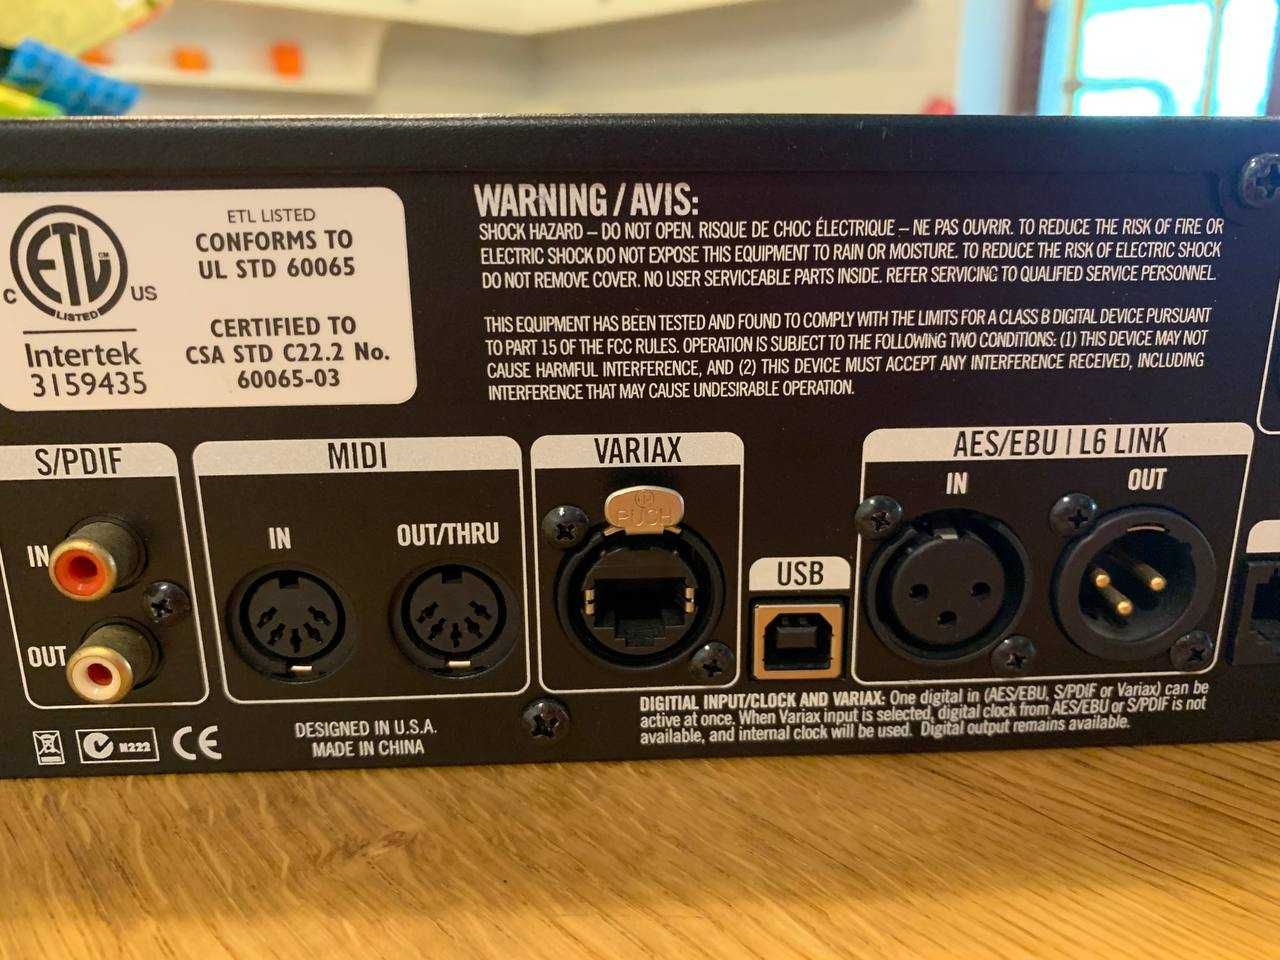 ETL
CM
C
US
LISTED
Intertek
3159435
ETL LISTED
CONFORMS TO
UL STD 60065
CERTIFIED TO
CSA STD C22.2 No.
60065-03
WARNING / AVIS:
SHOCK HAZARD – DO NOT OPEN. RISQUE DE CHOC ÉLECTRIQUE – NE PAS OUVRIR. TO REDUCE THE RISK OF FIRE OR
ELECTRIC SHOCK DO NOT EXPOSE THIS EQUIPMENT TO RAIN OR MOISTURE. TO REDUCE THE RISK OF ELECTRIC SHOCK
DO NOT REMOVE COVER. NO USER SERVICEABLE PARTS INSIDE. REFER SERVICING TO QUALIFIED SERVICE PERSONNEL.
THIS EQUIPMENT HAS BEEN TESTED AND FOUND TO COMPLY WITH THE LIMITS FOR A CLASS B DIGITAL DEVICE PURSUANT
TO PART 15 OF THE FCC RULES. OPERATION IS SUBJECT TO THE FOLLOWING TWO CONDITIONS: (1) THIS DEVICE MAY NOT
CAUSE HARMFUL INTERFERENCE, AND (2) THIS DEVICE MUST ACCEPT ANY INTERFERENCE RECEIVED, INCLUDING
INTERFERENCE THAT MAY CAUSE UNDESIRABLE OPERATION.
S/PDIF
IN
OUT
MIDI
IN
OUT/THRU
VARIAX
PUSH
USB
AES/EBU | L6 LINK
IN
OUT
DIGITIAL INPUT/CLOCK AND VARIAX: One digital in (AES/EBU, S/PDIF or Variax) can be
active at once. When Variax input is selected, digital clock from AES/EBU or S/PDIF is not
available, and internal clock will be used. Digital output remains available.
N222
CE
DESIGNED IN U.S.A.
MADE IN CHINA